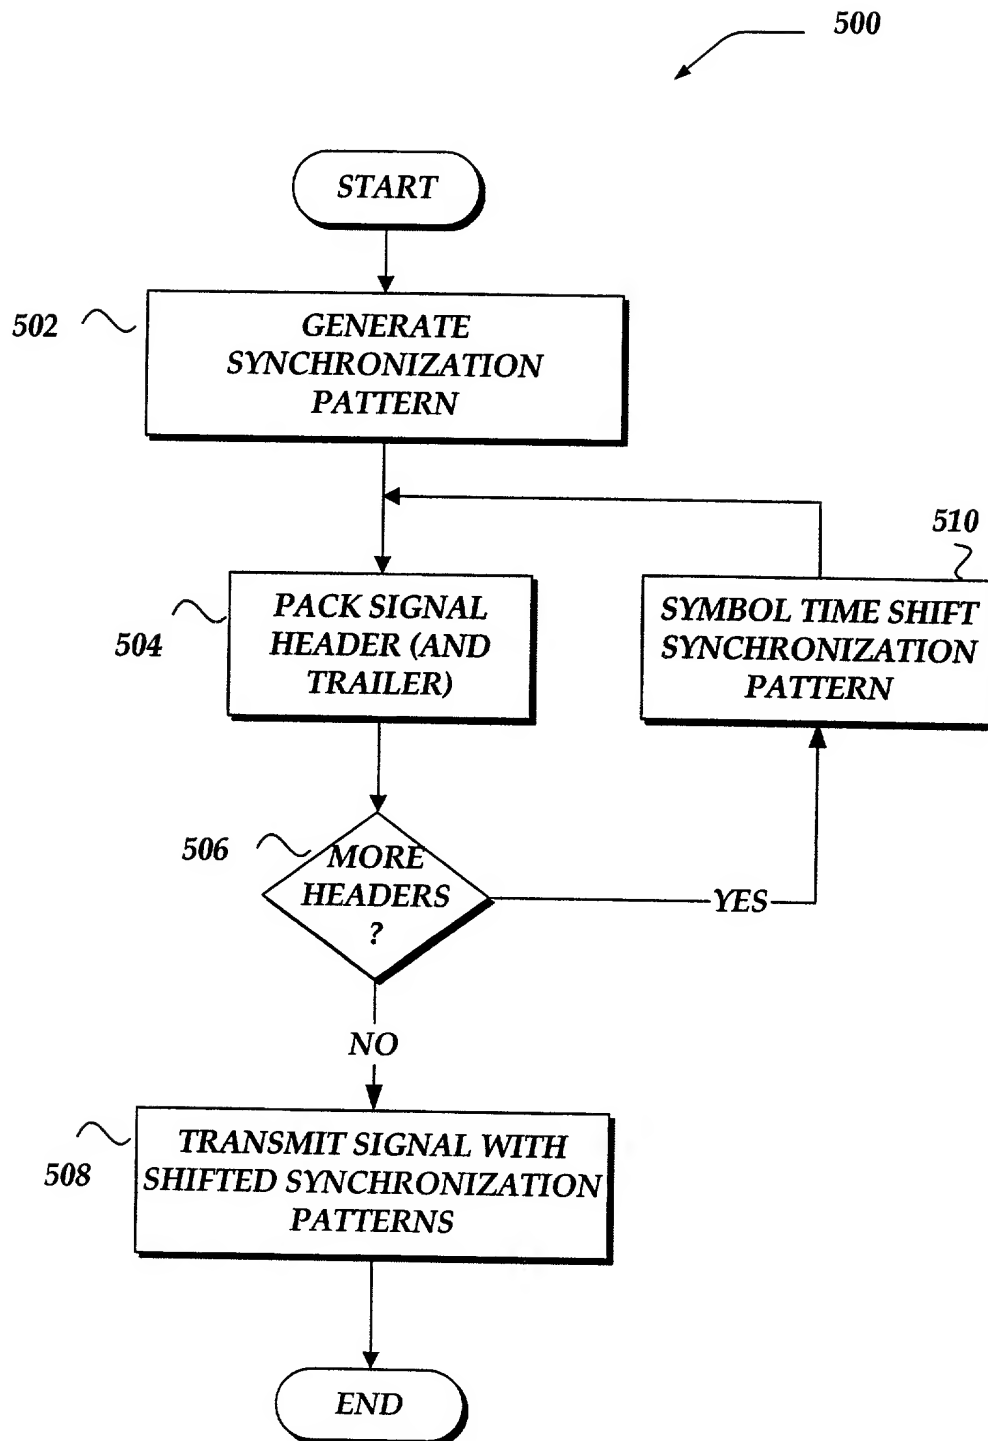 500
START
502
GENERATE
SYNCHRONIZATION
PATTERN
510
504
PACK SIGNAL
HEADER (AND
TRAILER)
SYMBOL TIME SHIFT
SYNCHRONIZATION
PATTERN
506
MORE
HEADERS
?
YES
NO
508
TRANSMIT SIGNAL WITH
SHIFTED SYNCHRONIZATION
PATTERNS
END